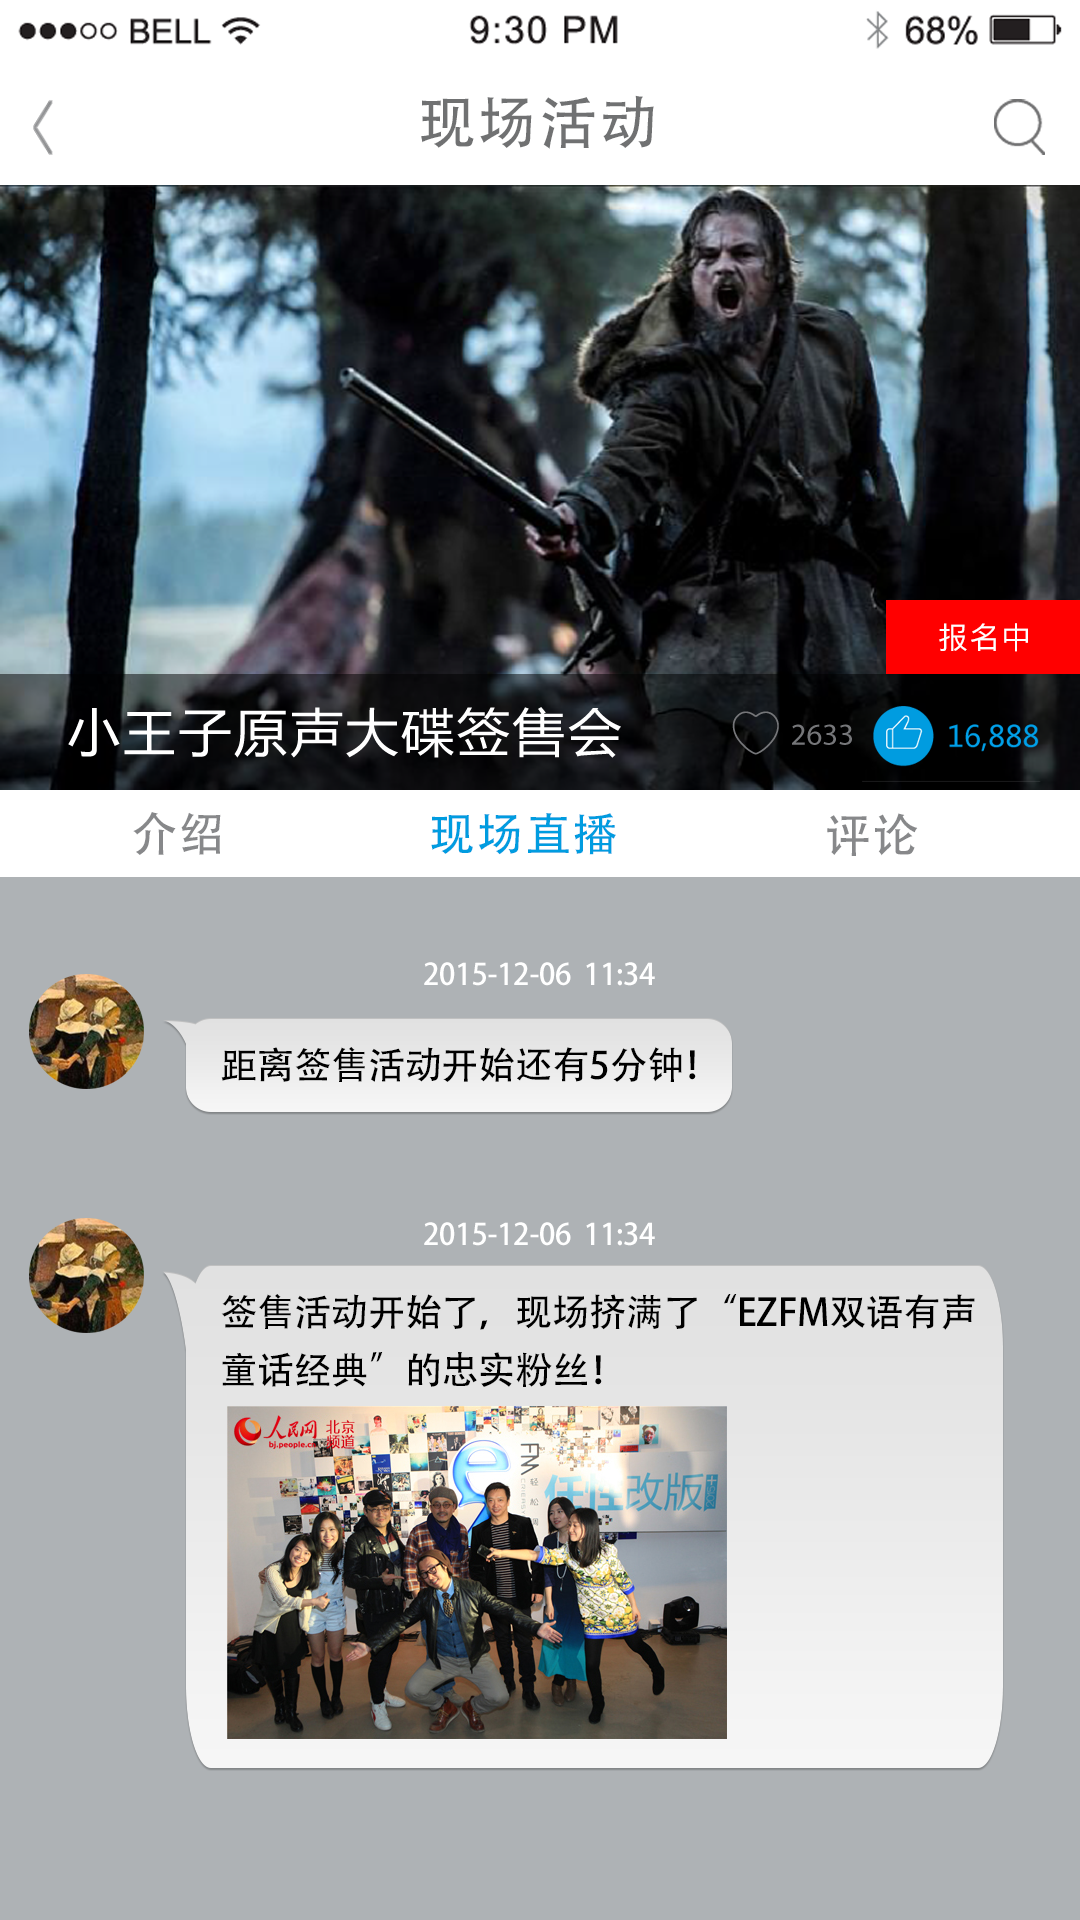 BELL 9:30 PM 68%
现场活动
报名中
小王子原声大碟签售会 2633 16,888
介绍 现场直播 评论
2015-12-06 11:34
距离签售活动开始还有5分钟!
2015-12-06 11:34
签售活动开始了，现场挤满了“EZFM双语有声
童话经典”的忠实粉丝!
人民网 北京
bj.people.cn 频道
FM
轻松
任性改版